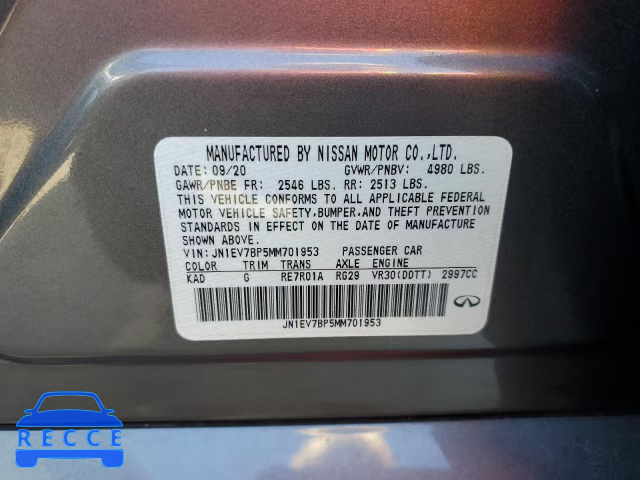 MANUFACTURED BY NISSAN MOTOR CO.,LTD.
DATE: 09/20 GVWR/PNBV: 4980 LBS.
GAWR/PNBE FR: 2546 LBS. RR: 2513 LBS.
THIS VEHICLE CONFORMS TO ALL APPLICABLE FEDERAL
MOTOR VEHICLE SAFETY, BUMPER, AND THEFT PREVENTION
STANDARDS IN EFFECT ON THE DATE OF MANUFACTURE
SHOWN ABOVE.
VIN: JN1EV7BP5MM701953 PASSENGER CAR
COLOR TRIM TRANS AXLE ENGINE
KAD G RE7R01A RG29 VR30(DDTT) 2997CC
JN1EV7BP5MM701953
RECCE